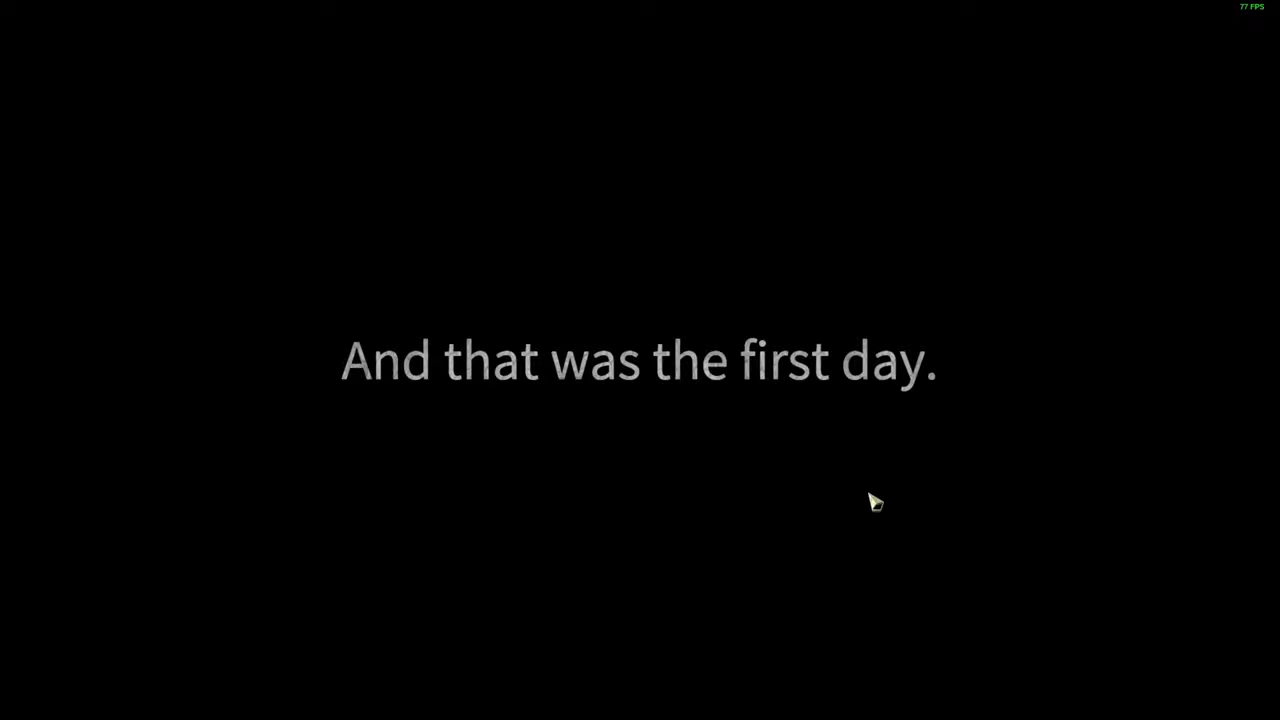 77 FPS
And that was the first day.